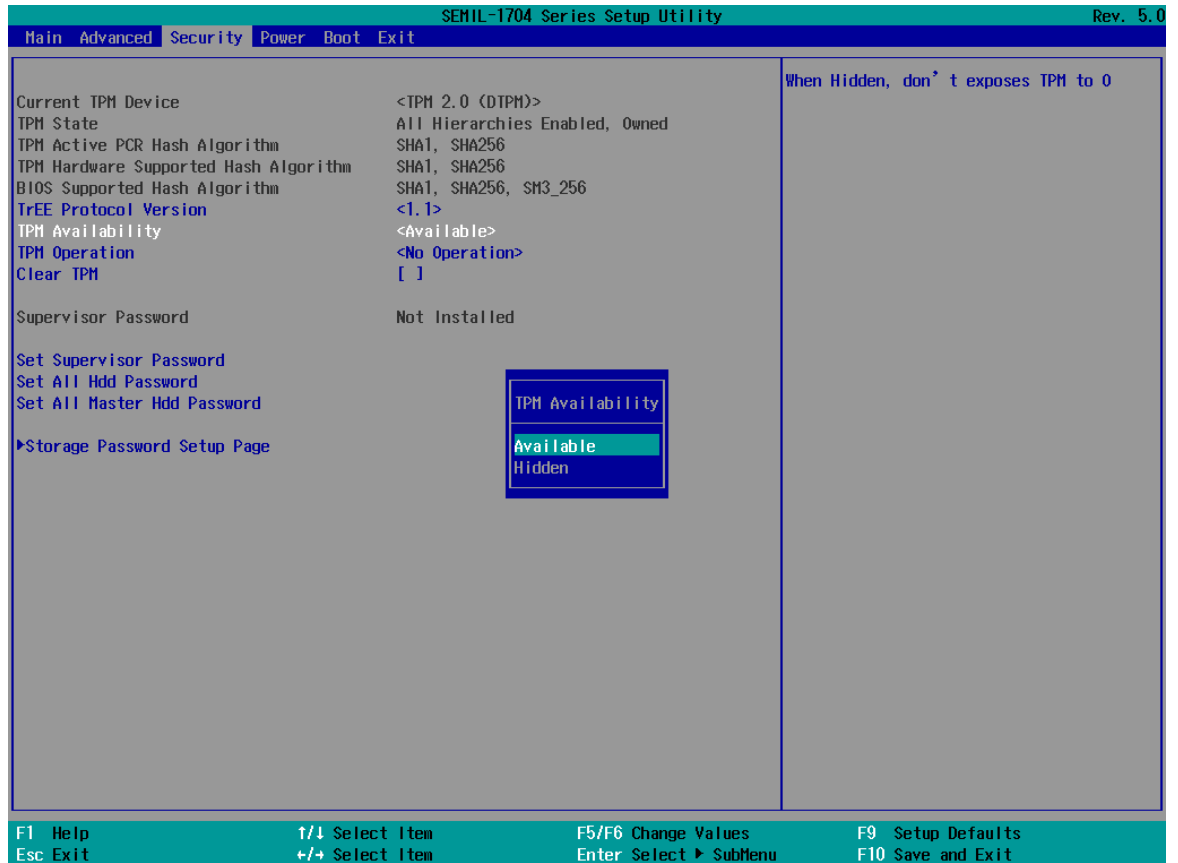 SEMIL-1704 Series Setup Utility Rev. 5.0
Main Advanced Security Power Boot Exit
When Hidden, don't exposes TPM to 0
Current TPM Device <TPM 2.0 (DTPM)>
TPM State All Hierarchies Enabled, Owned
TPM Active PCR Hash Algorithm SHA1, SHA256
TPM Hardware Supported Hash Algorithm SHA1, SHA256
BIOS Supported Hash Algorithm SHA1, SHA256, SM3_256
TrEE Protocol Version <1.1>
TPM Availability <Available>
TPM Operation <No Operation>
Clear TPM [ ]
Supervisor Password Not Installed
Set Supervisor Password
Set All Hdd Password
Set All Master Hdd Password
▶Storage Password Setup Page
TPM Availability
Available
Hidden
F1 Help ↑/↓ Select Item F5/F6 Change Values F9 Setup Defaults
Esc Exit ←/→ Select Item Enter Select ▶ SubMenu F10 Save and Exit